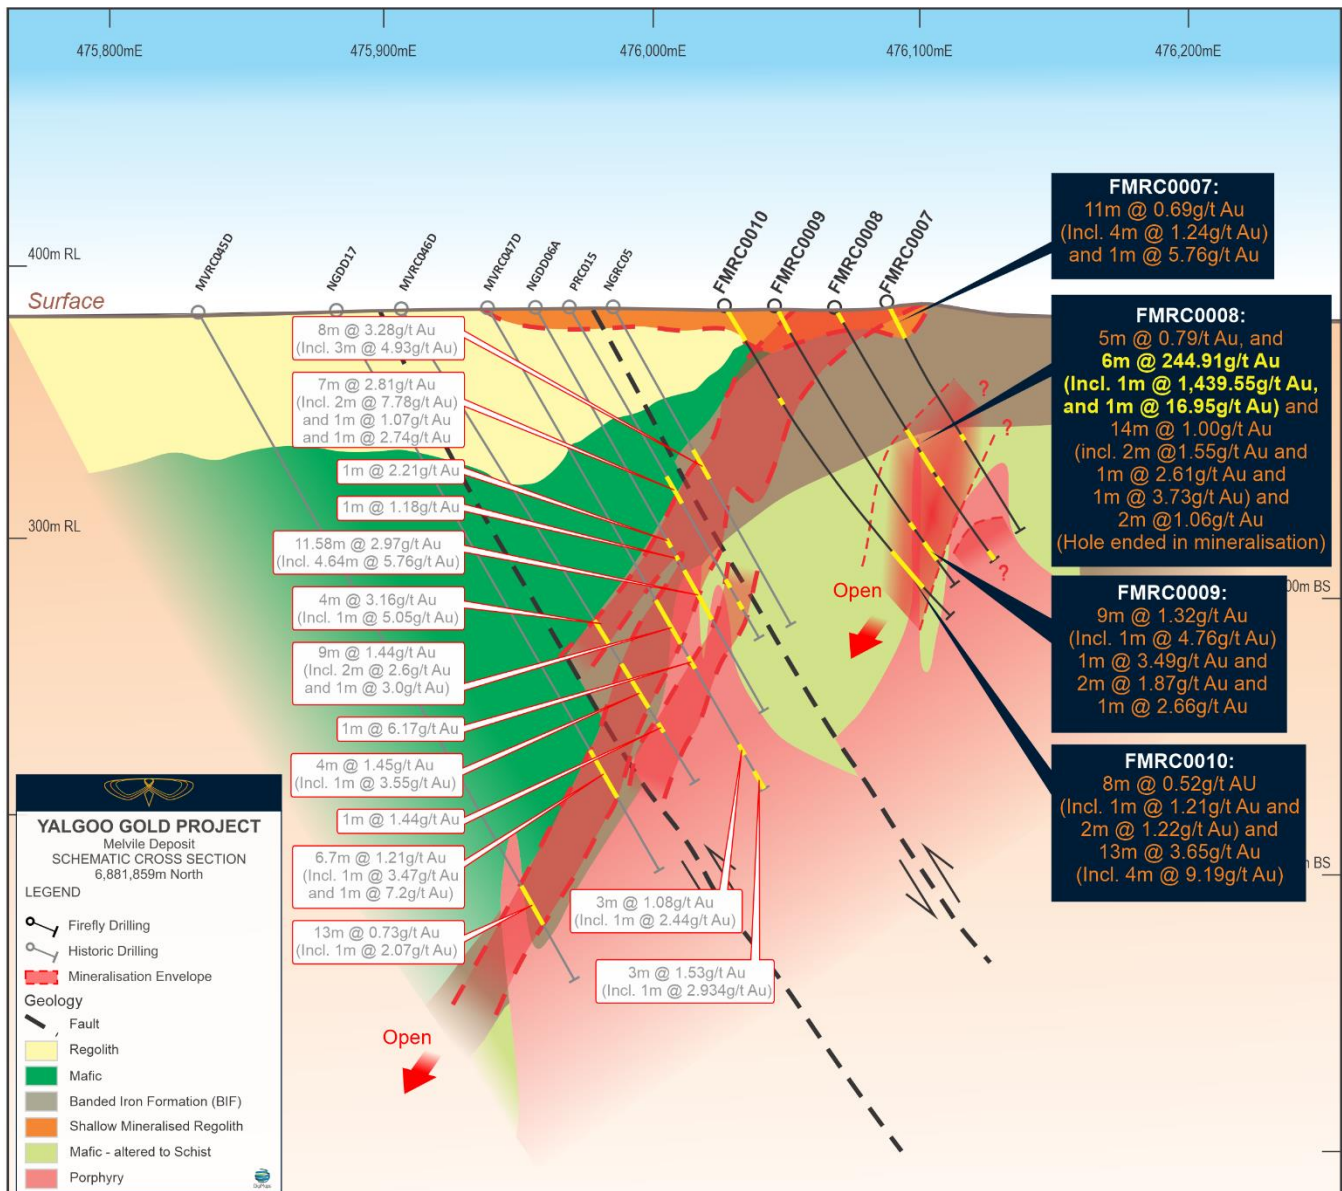 475,800mE
475,900mE
476,000mE
476,100mE
476,200mE
400m RL
Surface
300m RL
MVRC045D
NGDD17
MVRC046D
MVRC047D
NGDD06A
PRC015
NGRC05
FMRC0010
FMRC0009
FMRC0008
FMRC0007
8m @ 3.28g/t Au
(Incl. 3m @ 4.93g/t Au)
7m @ 2.81g/t Au
(Incl. 2m @ 7.78g/t Au
and 1m @ 1.07g/t Au
and 1m @ 2.74g/t Au
1m @ 2.21g/t Au
1m @ 1.18g/t Au
11.58m @ 2.97g/t Au
(Incl. 4.64m @ 5.76g/t Au)
4m @ 3.16g/t Au
(Incl. 1m @ 5.05g/t Au)
9m @ 1.44g/t Au
(Incl. 2m @ 2.6g/t Au
and 1m @ 3.0g/t Au)
1m @ 6.17g/t Au
4m @ 1.45g/t Au
(Incl. 1m @ 3.55g/t Au)
1m @ 1.44g/t Au
6.7m @ 1.21g/t Au
(Incl. 1m @ 3.47g/t Au
and 1m @ 7.2g/t Au)
13m @ 0.73g/t Au
(Incl. 1m @ 2.07g/t Au)
3m @ 1.08g/t Au
(Incl. 1m @ 2.44g/t Au)
3m @ 1.53g/t Au
(Incl. 1m @ 2.934g/t Au)
?
?
?
Open
Open
FMRC0007:
11m @ 0.69g/t Au
(Incl. 4m @ 1.24g/t Au)
and 1m @ 5.76g/t Au
FMRC0008:
5m @ 0.79g/t Au, and
6m @ 244.91g/t Au
(Incl. 1m @ 1,439.55g/t Au,
and 1m @ 16.95g/t Au) and
14m @ 1.00g/t Au
(incl. 2m @1.55g/t Au and
1m @ 2.61g/t Au and
1m @ 3.73g/t Au) and
2m @1.06g/t Au
(Hole ended in mineralisation)
00m BS
FMRC0009:
9m @ 1.32g/t Au
(Incl. 1m @ 4.76g/t Au)
1m @ 3.49g/t Au and
2m @ 1.87g/t Au and
1m @ 2.66g/t Au
FMRC0010:
8m @ 0.52g/t AU
(Incl. 1m @ 1.21g/t Au and
2m @ 1.22g/t Au) and
13m @ 3.65g/t Au
(Incl. 4m @ 9.19g/t Au)
m BS
YALGOO GOLD PROJECT
Melvile Deposit
SCHEMATIC CROSS SECTION
6,881,859m North
LEGEND
Firefly Drilling
Historic Drilling
Mineralisation Envelope
Geology
Fault
Regolith
Mafic
Banded Iron Formation (BIF)
Shallow Mineralised Regolith
Mafic - altered to Schist
Porphyry